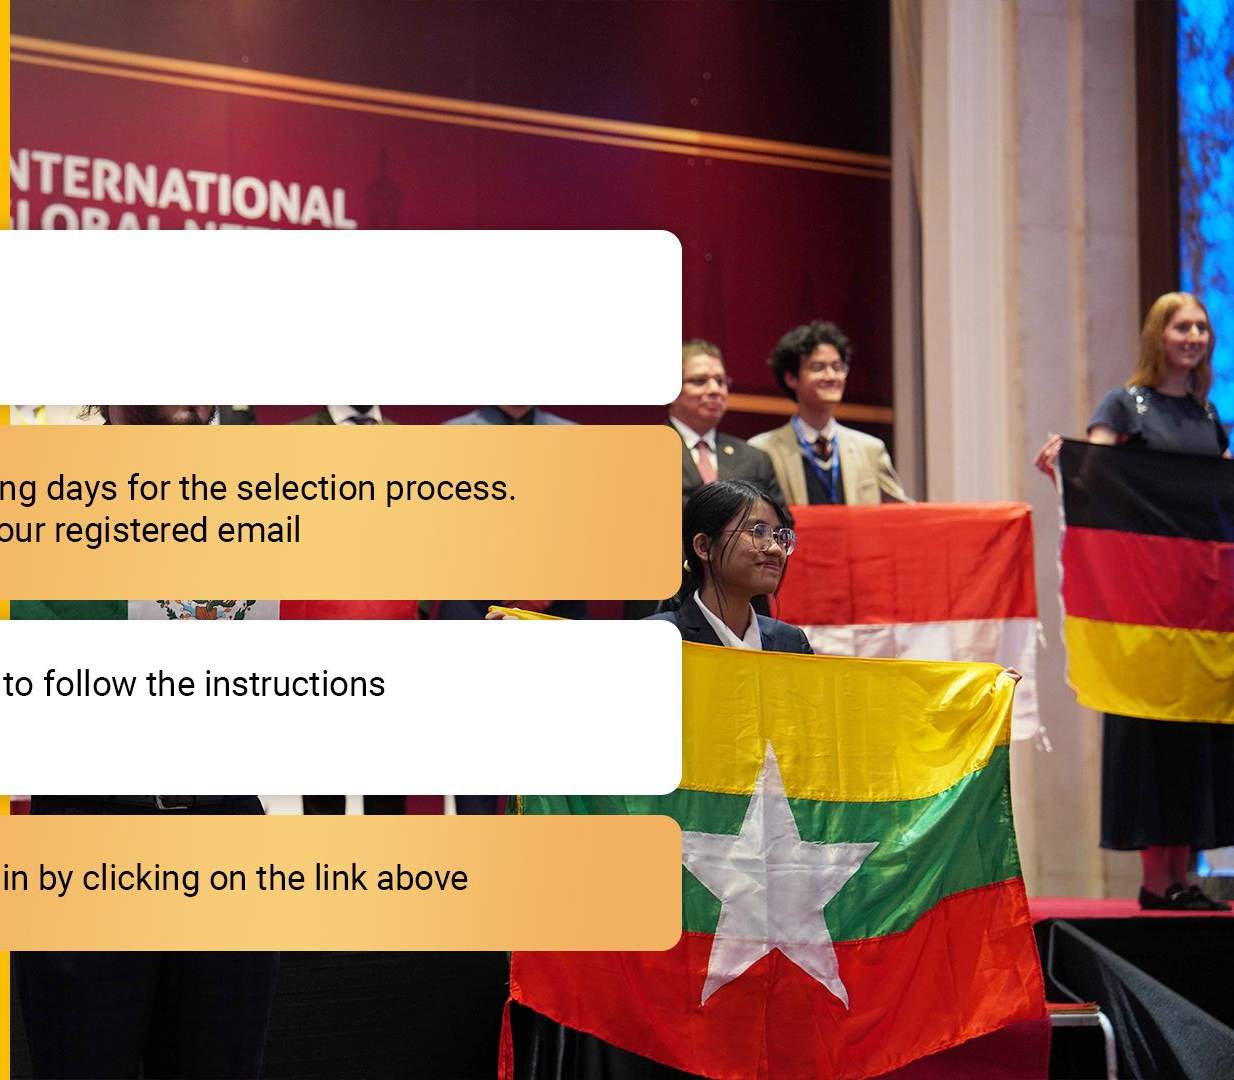 NTERNATIONAL
GLOBAL
ng days for the selection process.
our registered email
to follow the instructions
in by clicking on the link above